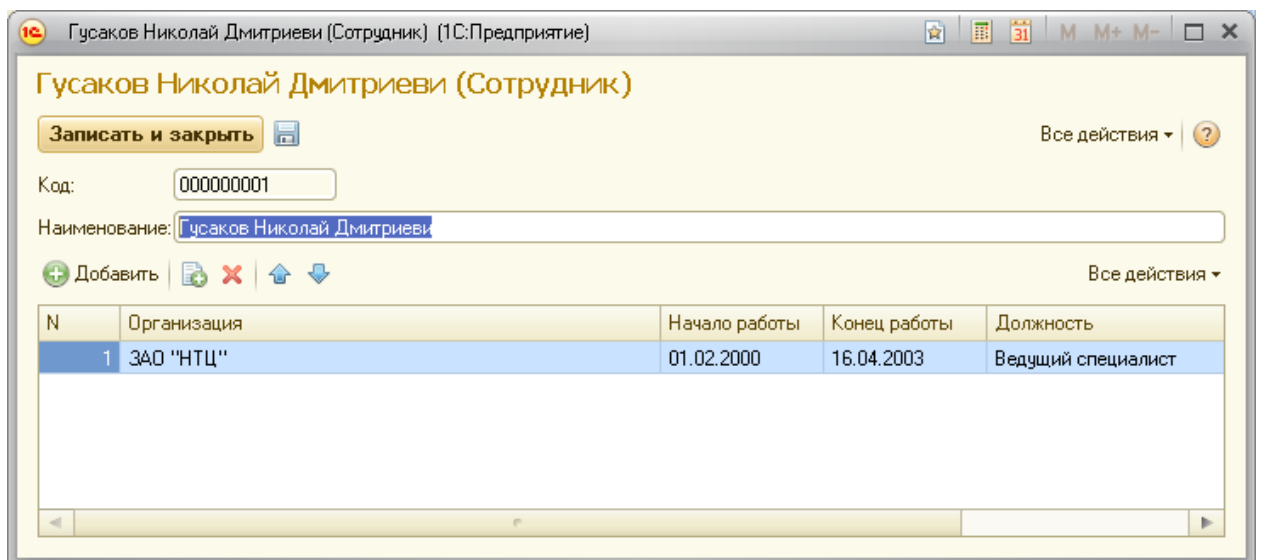 1С Гусаков Николай Дмитриеви (Сотрудник) (1С:Предприятие) 31 M M+ M-
Гусаков Николай Дмитриеви (Сотрудник)
Записать и закрыть Все действия ?
Код: 000000001
Наименование: Гусаков Николай Дмитриеви
Добавить Все действия
N Организация Начало работы Конец работы Должность
1 ЗАО "НТЦ" 01.02.2000 16.04.2003 Ведущий специалист